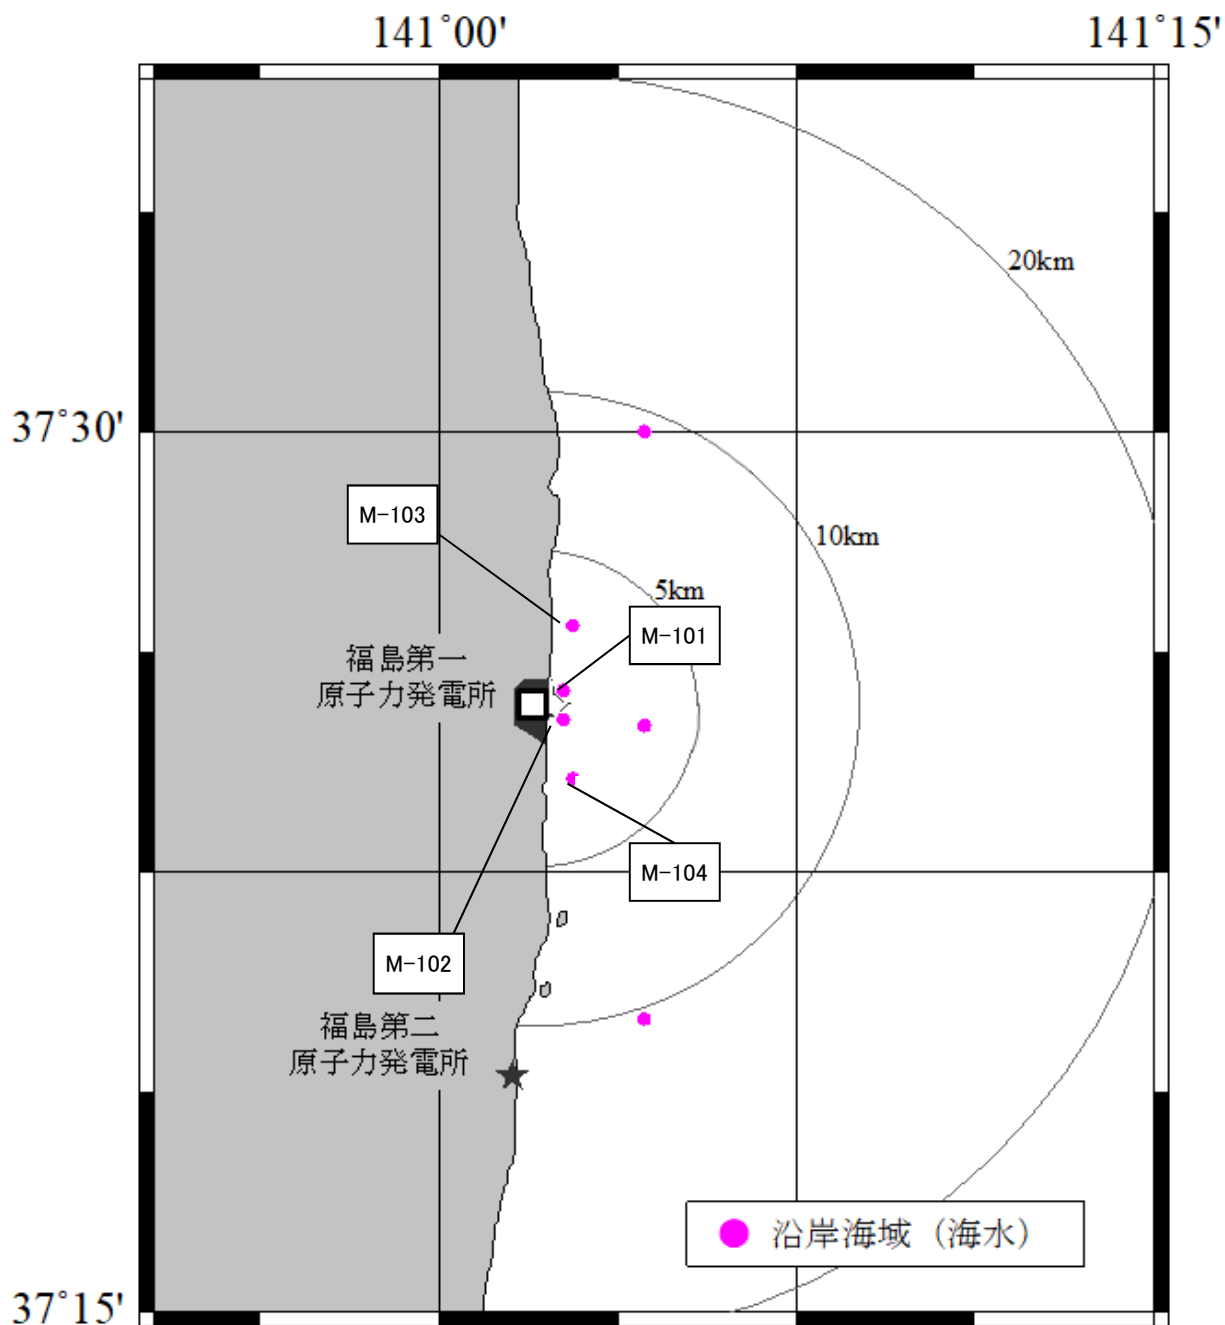 141°00'
141°15'
20km
37°30'
M-103
10km
5km
M-101
福島第一
原子力発電所
M-104
M-102
福島第二
原子力発電所
沿岸海域（海水）
37°15'